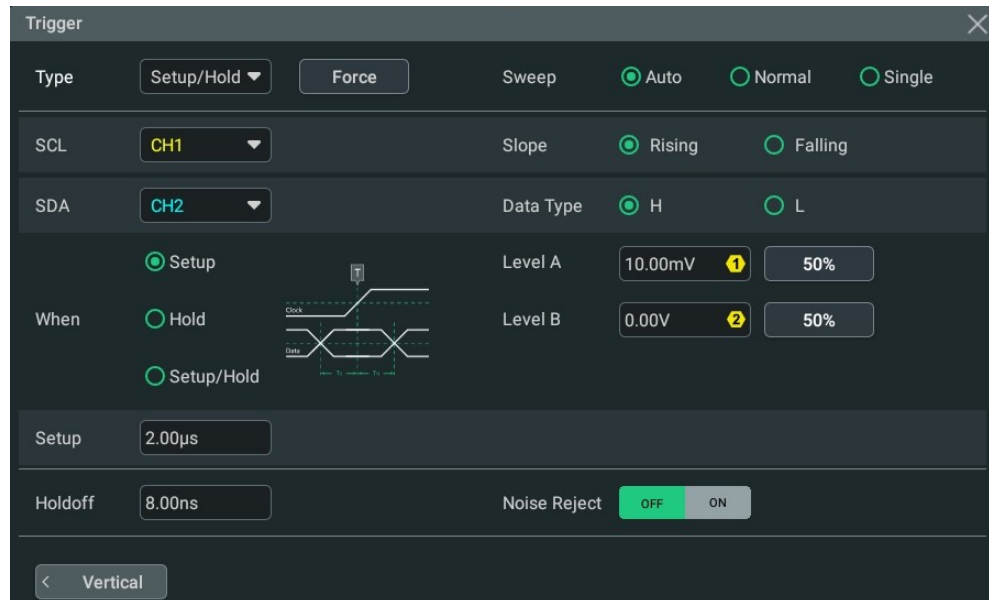 Trigger
Type Setup/Hold Force Sweep Auto Normal Single
SCL CH1 Slope Rising Falling
SDA CH2 Data Type H L
Setup Level A 10.00mV 1 50%
T
When Hold Clock Level B 0.00V 2 50%
Data
Setup/Hold
Setup 2.00µs
Holdoff 8.00ns Noise Reject OFF ON
< Vertical